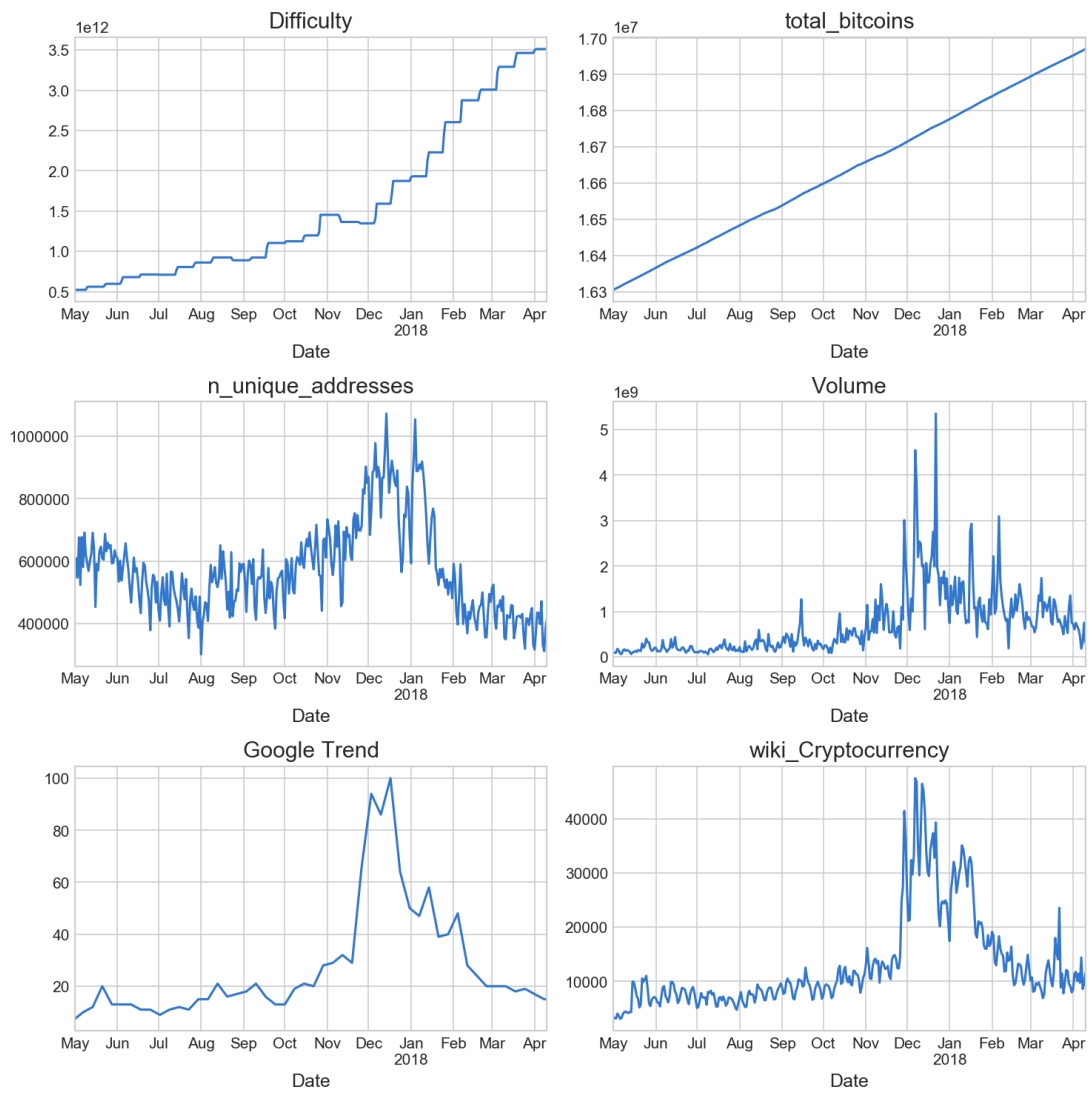 Difficulty
1e12
3.5
3.0
2.5
2.0
1.5
1.0
0.5
May Jun Jul Aug Sep Oct Nov Dec Jan Feb Mar Apr
2018
Date
total_bitcoins
1e7
1.70
1.69
1.68
1.67
1.66
1.65
1.64
1.63
May Jun Jul Aug Sep Oct Nov Dec Jan Feb Mar Apr
2018
Date
n_unique_addresses
1000000
800000
600000
400000
May Jun Jul Aug Sep Oct Nov Dec Jan Feb Mar Apr
2018
Date
Volume
1e9
5
4
3
2
1
0
May Jun Jul Aug Sep Oct Nov Dec Jan Feb Mar Apr
2018
Date
Google Trend
100
80
60
40
20
May Jun Jul Aug Sep Oct Nov Dec Jan Feb Mar Apr
2018
Date
wiki_Cryptocurrency
40000
30000
20000
10000
0
May Jun Jul Aug Sep Oct Nov Dec Jan Feb Mar Apr
2018
Date